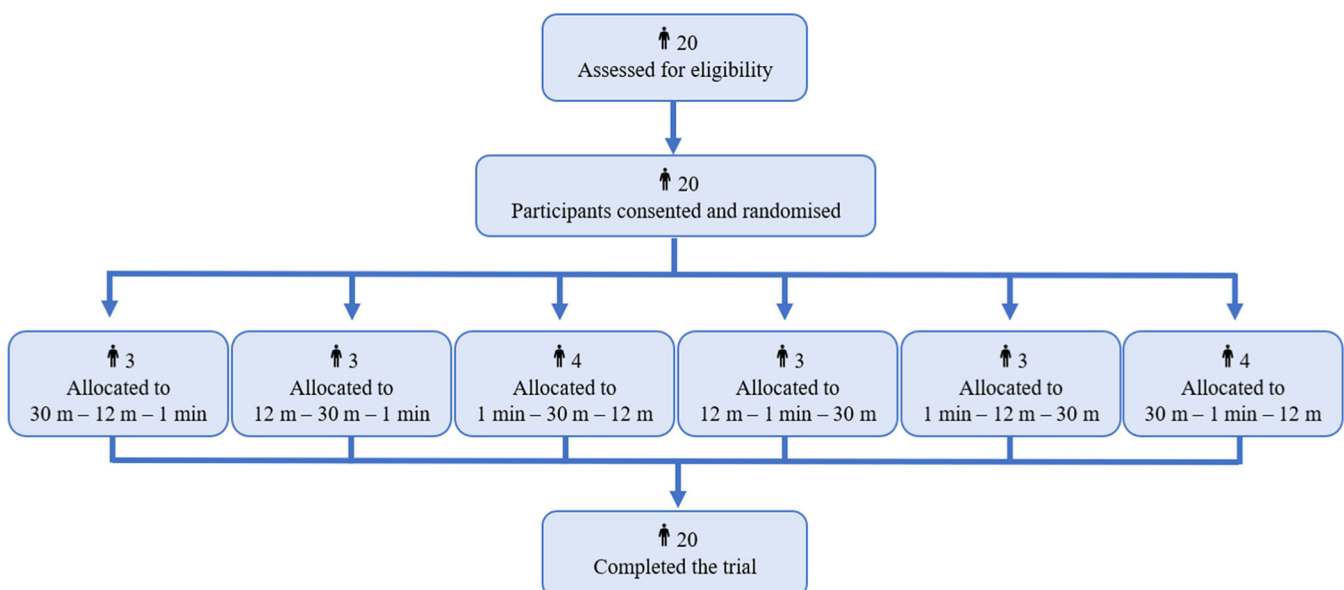 20
Assessed for eligibility
20
Participants consented and randomised
3
Allocated to
30 m – 12 m – 1 min
3
Allocated to
12 m – 30 m – 1 min
4
Allocated to
1 min – 30 m – 12 m
3
Allocated to
12 m – 1 min – 30 m
3
Allocated to
1 min – 12 m – 30 m
4
Allocated to
30 m – 1 min – 12 m
20
Completed the trial